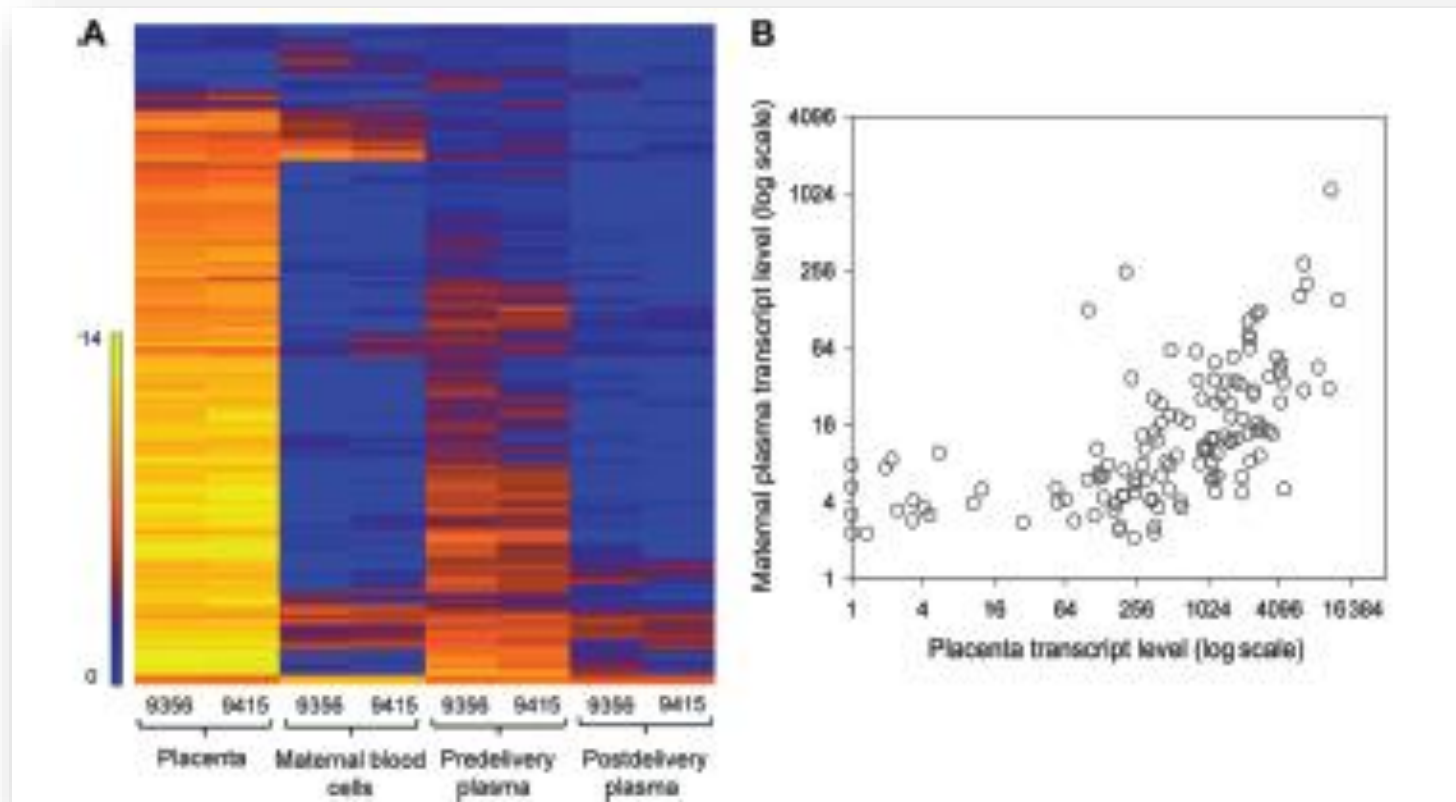 A
14
0
9356 9415 9356 9415 9356 9415 9356 9415
Placenta
Maternal blood
cells
Predelivery
plasma
Postdelivery
plasma
B
Maternal plasma transcript level (log scale)
4096
1024
256
64
16
4
1
1 4 16 64 256 1024 4096 16384
Placenta transcript level (log scale)